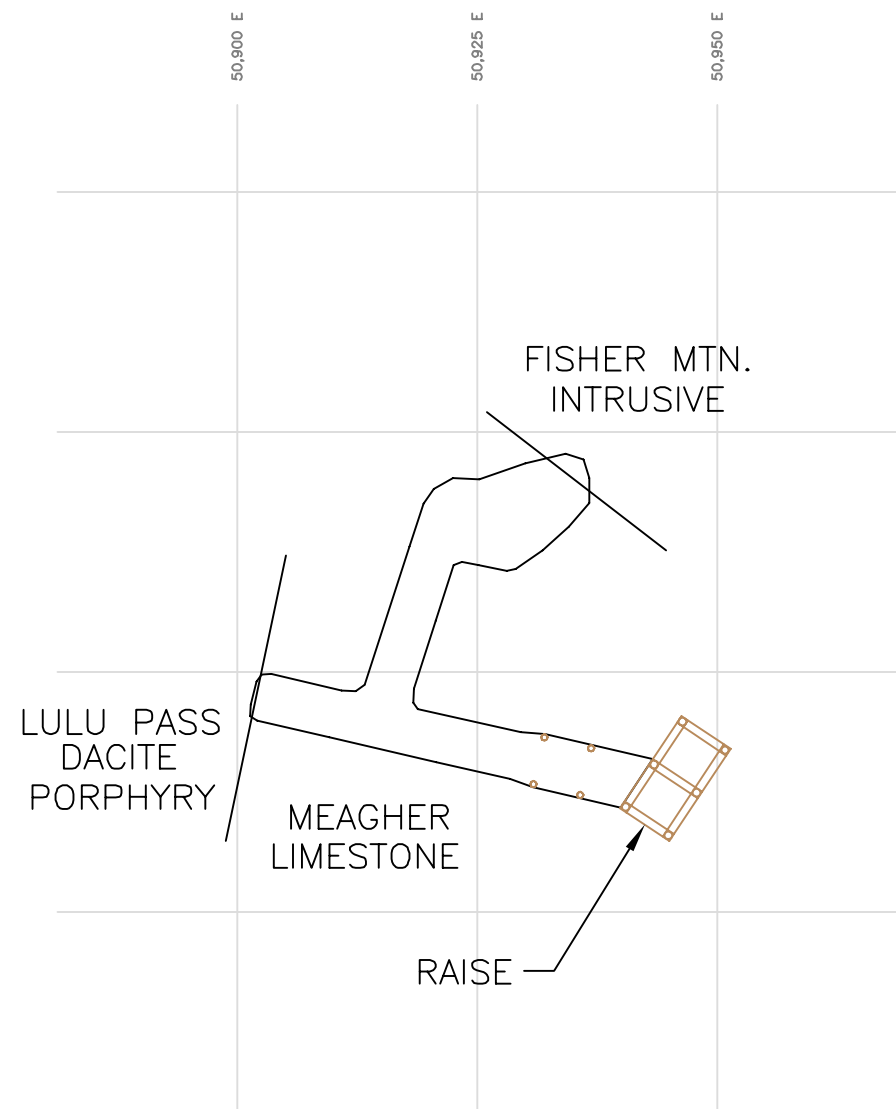 50,900 E
50,925 E
50,950 E
FISHER MTN.
INTRUSIVE
LULU PASS
DACITE
PORPHYRY
MEAGHER
LIMESTONE
RAISE